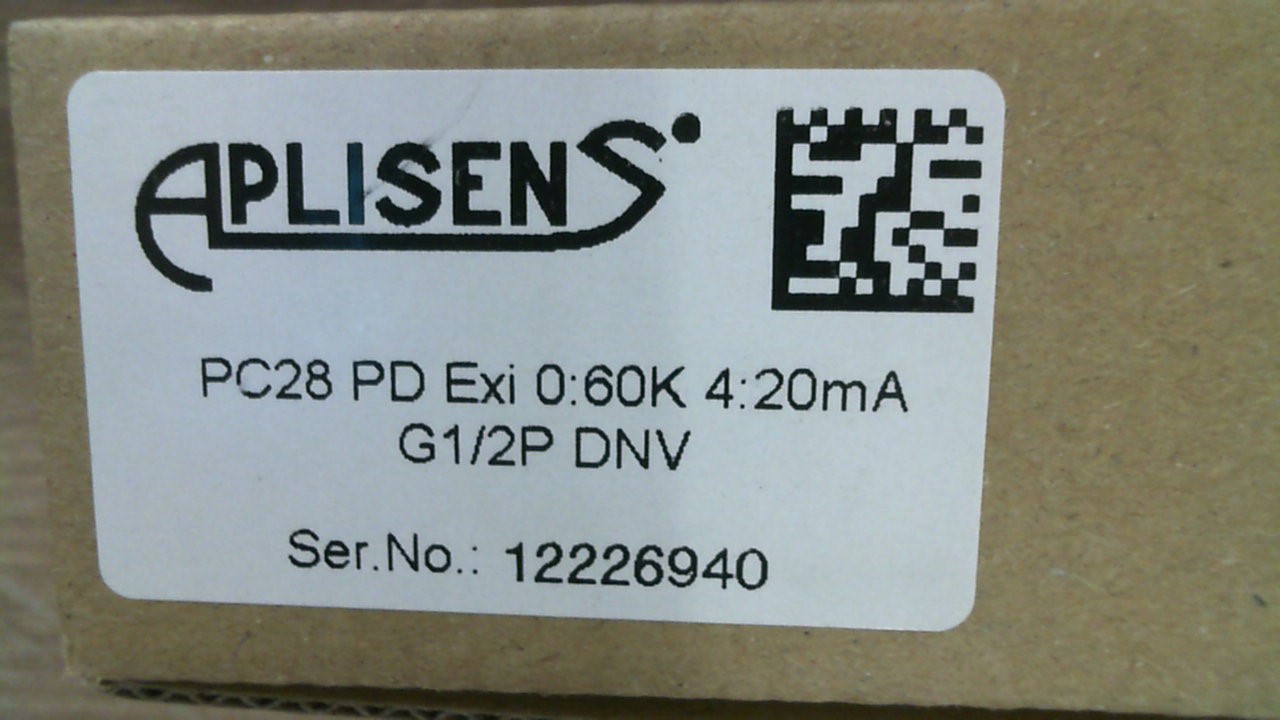 APLISENS
PC28 PD Exi 0:60K 4:20mA
G1/2P DNV
Ser.No.: 12226940